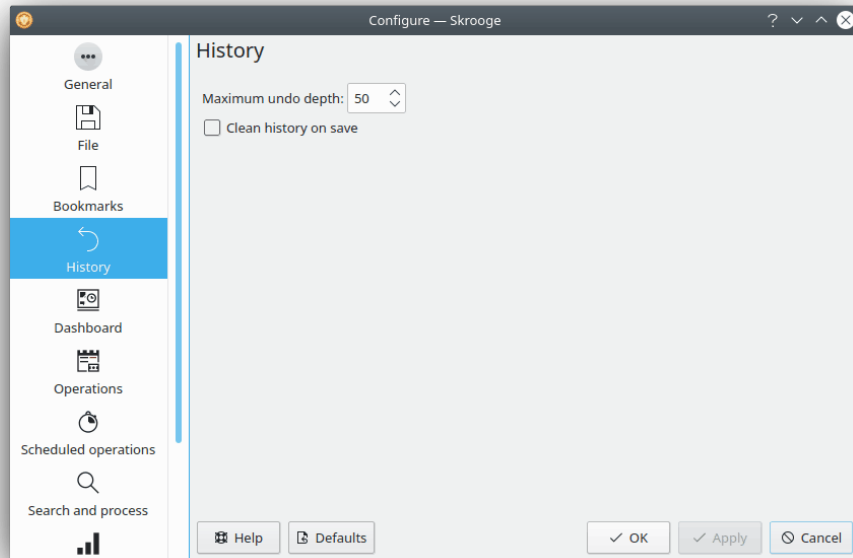 Configure — Skrooge
General
File
Bookmarks
History
Dashboard
Operations
Scheduled operations
Search and process
History
Maximum undo depth: 50
Clean history on save
Help
Defaults
OK
Apply
Cancel